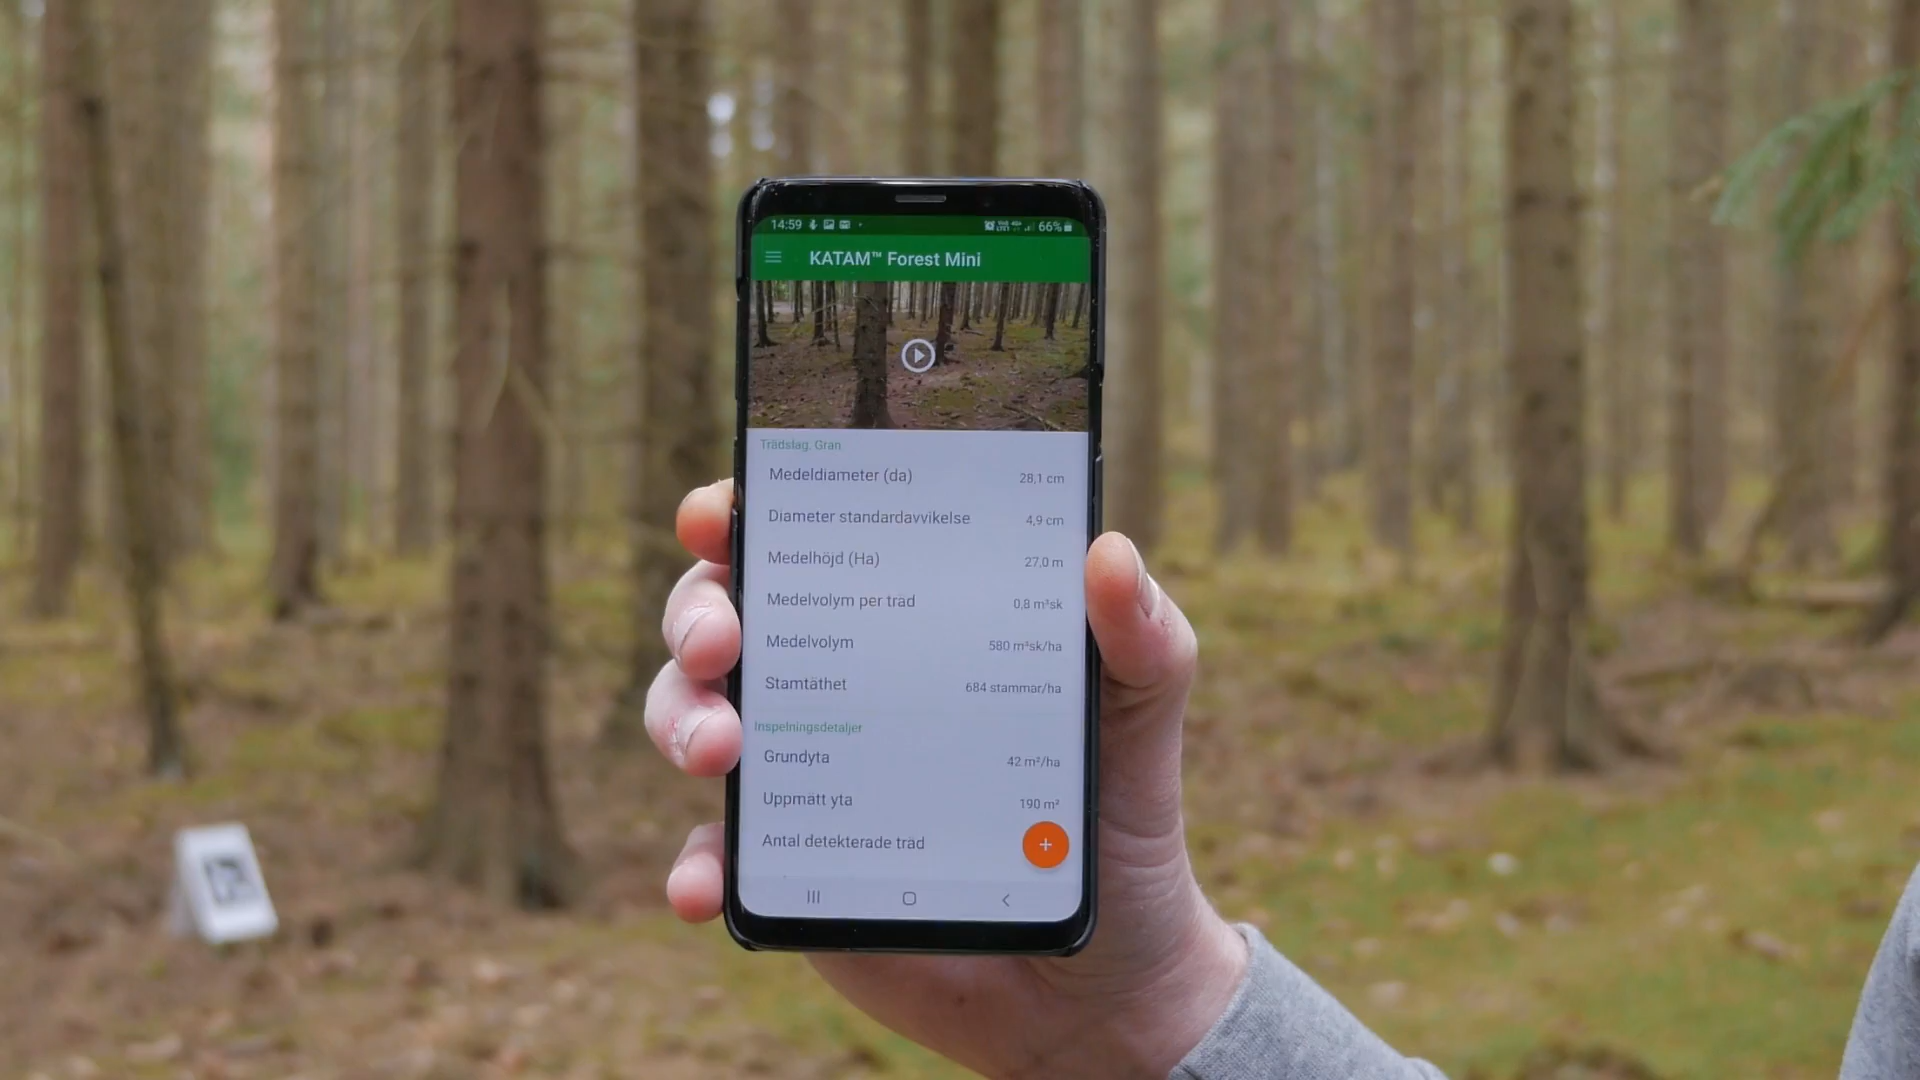 14:59
66%
KATAM™ Forest Mini
Trädslag, Gran
Medeldiameter (da) 28,1 cm
Diameter standardavvikelse 4,9 cm
Medelhöjd (Ha) 27,0 m
Medelvolym per träd 0,8 m³sk
Medelvolym 580 m³sk/ha
Stamtäthet 684 stammar/ha
Inspelningsdetaljer
Grundyta 42 m²/ha
Uppmätt yta 190 m²
Antal detekterade träd